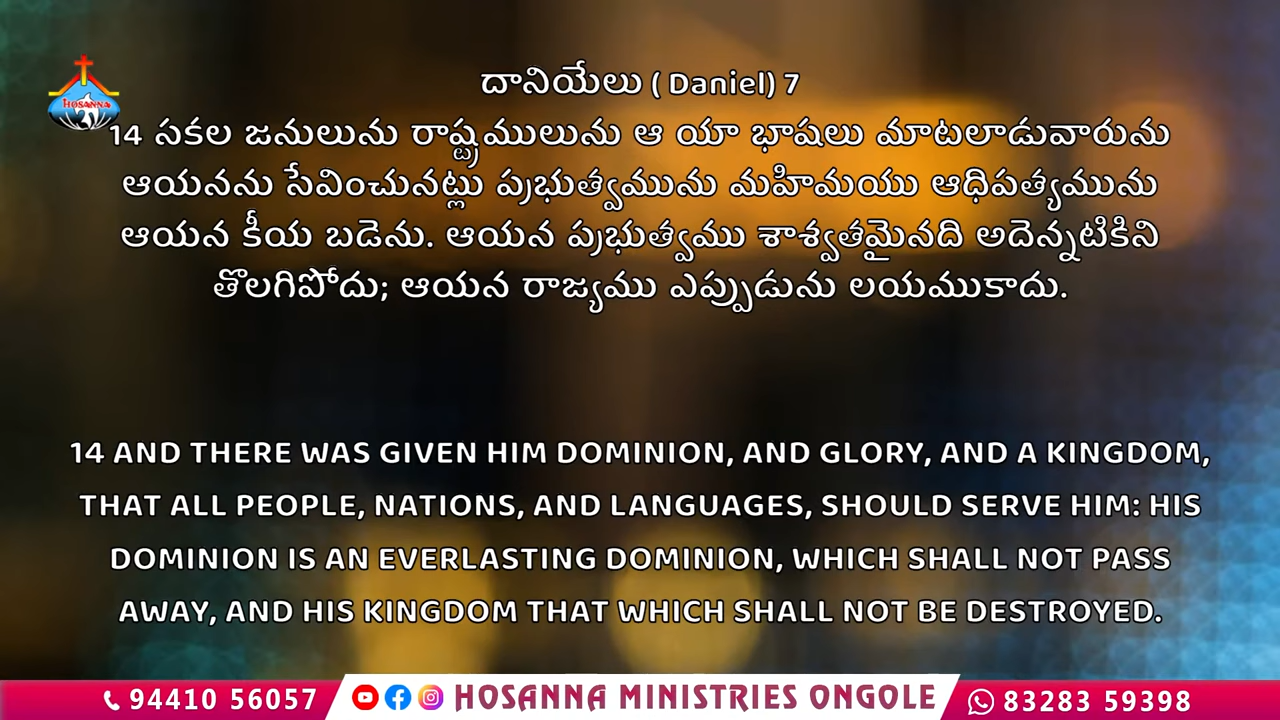 HOSANNA
దానియేలు ( Daniel) 7
14 సకల జనులును రాష్ట్రములును ఆ యా భాషలు మాటలాడువారును
ఆయనను సేవించునట్లు ప్రభుత్వమును మహిమయు ఆధిపత్యమును
ఆయన కీయ బడెను. ఆయన ప్రభుత్వము శాశ్వతమైనది అదెన్నటికిని
తొలగిపోదు; ఆయన రాజ్యము ఎప్పుడును లయముకాదు.
14 AND THERE WAS GIVEN HIM DOMINION, AND GLORY, AND A KINGDOM,
THAT ALL PEOPLE, NATIONS, AND LANGUAGES, SHOULD SERVE HIM: HIS
DOMINION IS AN EVERLASTING DOMINION, WHICH SHALL NOT PASS
AWAY, AND HIS KINGDOM THAT WHICH SHALL NOT BE DESTROYED.
94410 56057 HOSANNA MINISTRIES ONGOLE 83283 59398